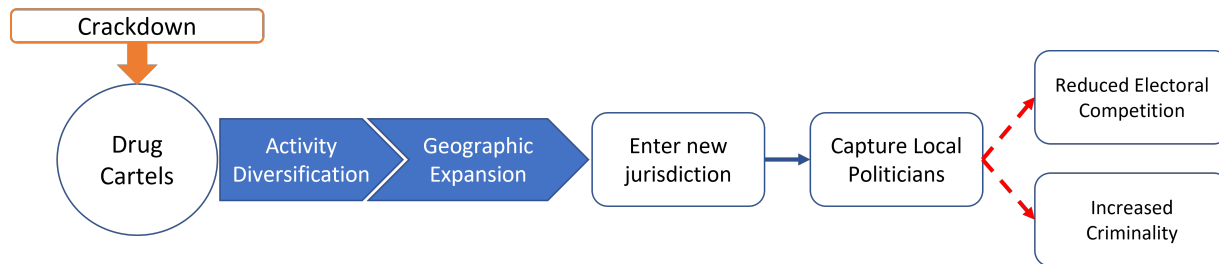 Crackdown
Drug
Cartels
Activity
Diversification
Geographic
Expansion
Enter new
jurisdiction
Capture Local
Politicians
Reduced Electoral
Competition
Increased
Criminality